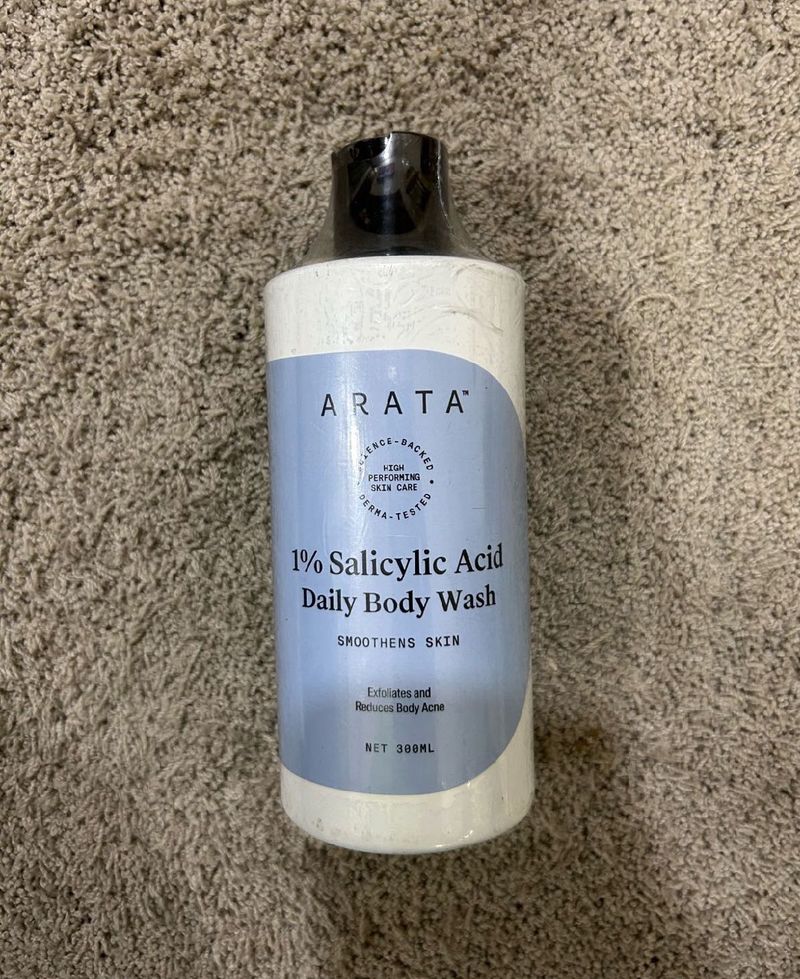 ARATA™
SCIENCE-BACKED
HIGH
PERFORMING
SKIN CARE
DERMA-TESTED
1% Salicylic Acid
Daily Body Wash
SMOOTHENS SKIN
Exfoliates and
Reduces Body Acne
NET 300ML